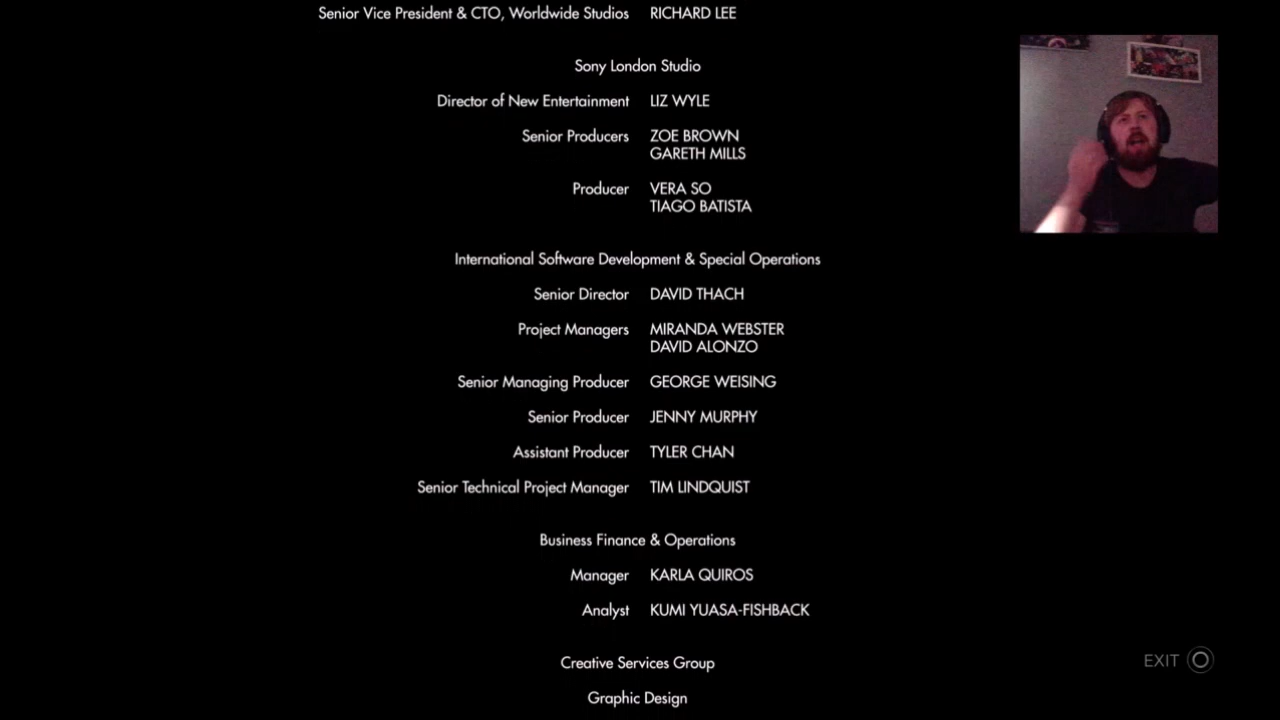 Senior Vice President & CTO, Worldwide Studios RICHARD LEE
Sony London Studio
Director of New Entertainment LIZ WYLE
Senior Producers ZOE BROWN
GARETH MILLS
Producer VERA SO
TIAGO BATISTA
International Software Development & Special Operations
Senior Director DAVID THACH
Project Managers MIRANDA WEBSTER
DAVID ALONZO
Senior Managing Producer GEORGE WEISING
Senior Producer JENNY MURPHY
Assistant Producer TYLER CHAN
Senior Technical Project Manager TIM LINDQUIST
Business Finance & Operations
Manager KARLA QUIROS
Analyst KUMI YUASA-FISHBACK
Creative Services Group
Graphic Design
EXIT